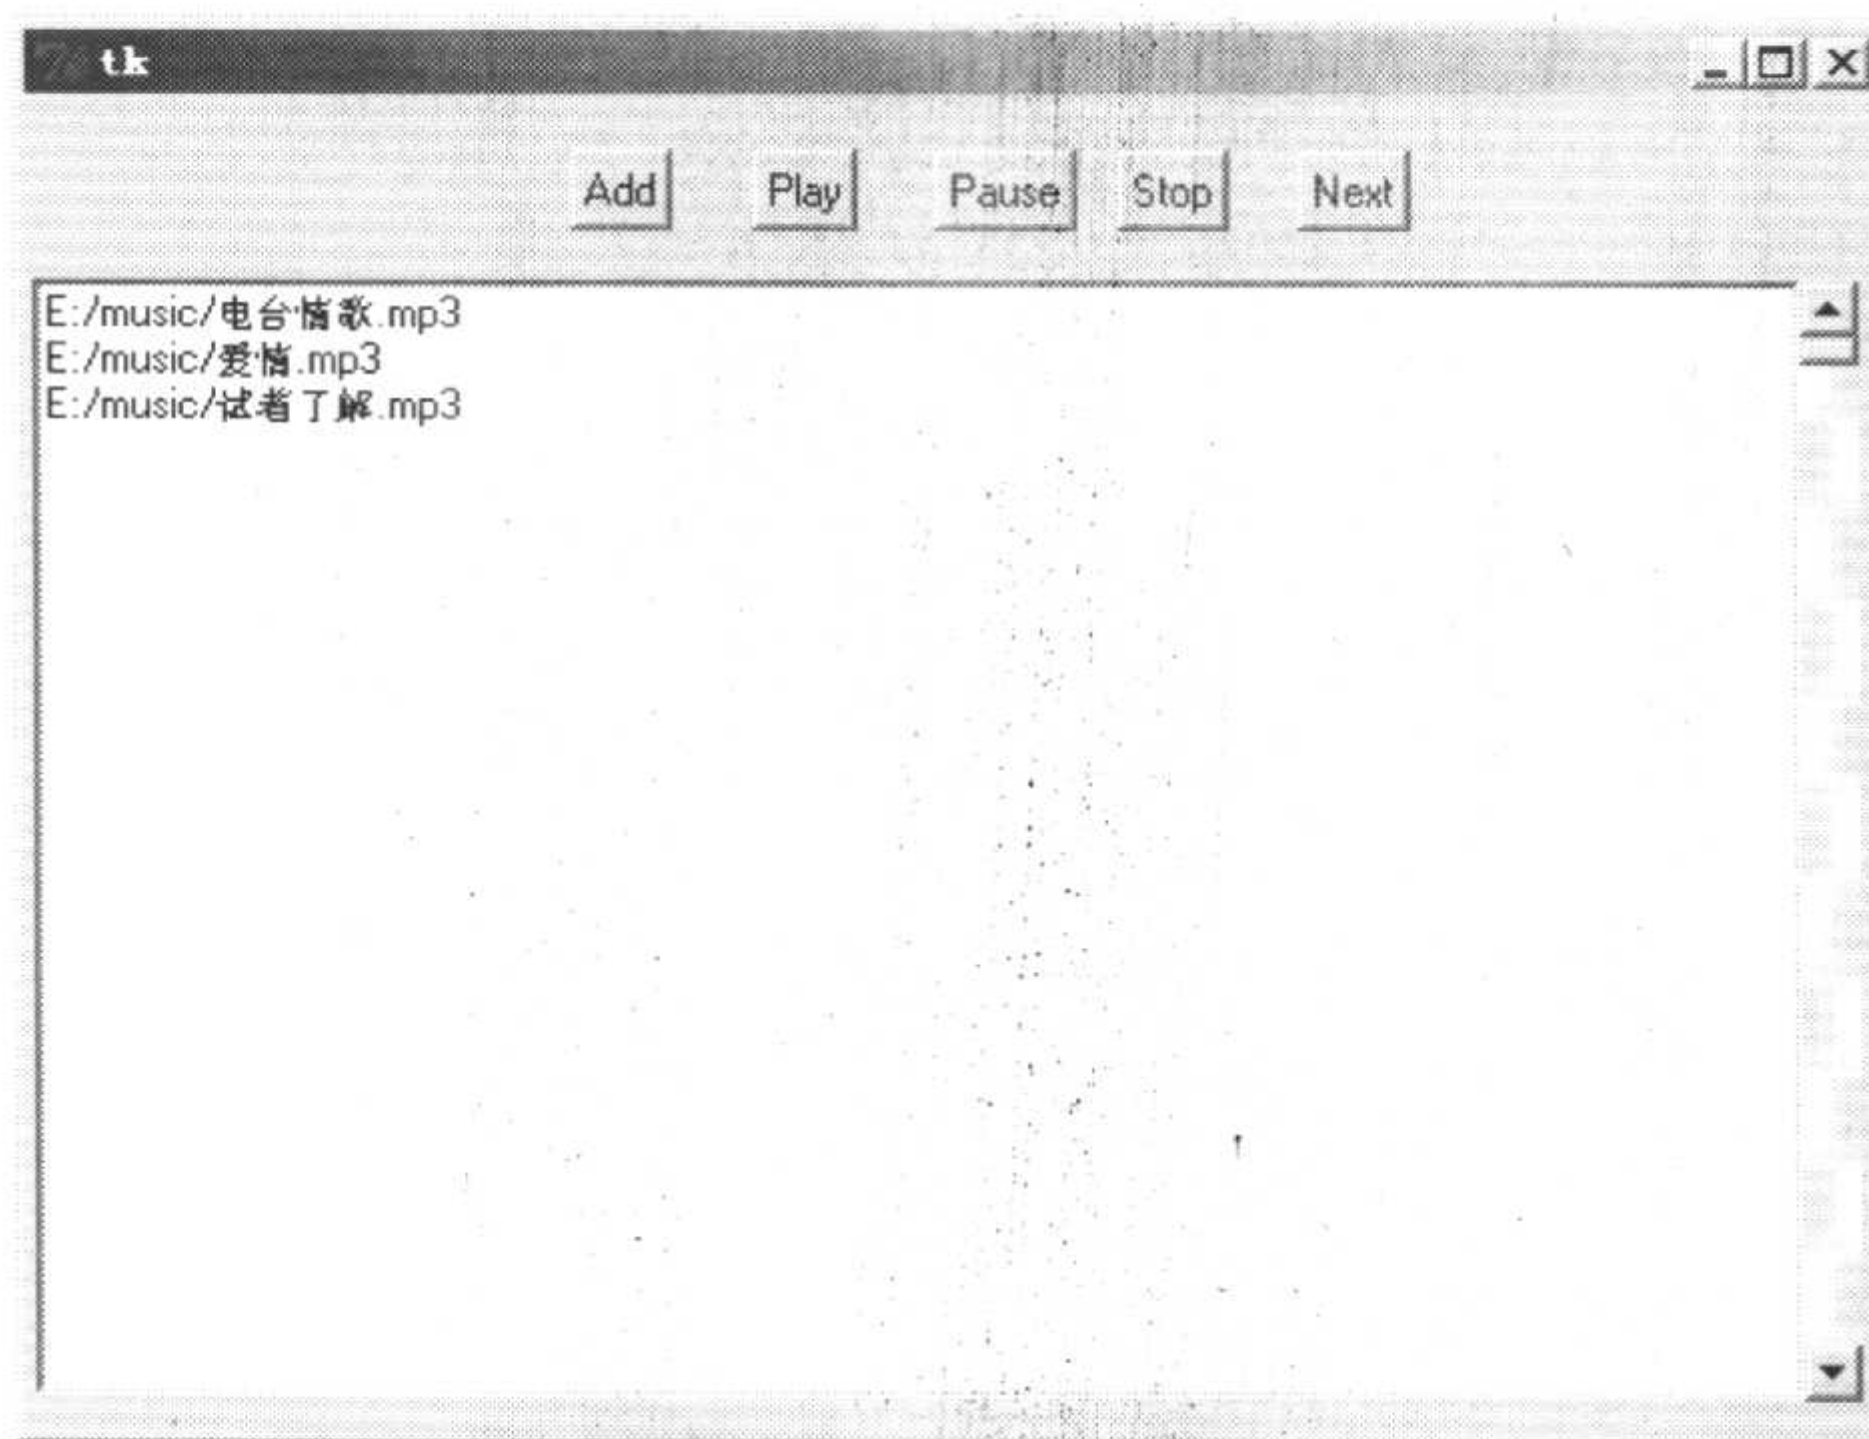 tk
Add Play Pause Stop Next
E:/music/电台情歌.mp3
E:/music/爱情.mp3
E:/music/试着了解.mp3